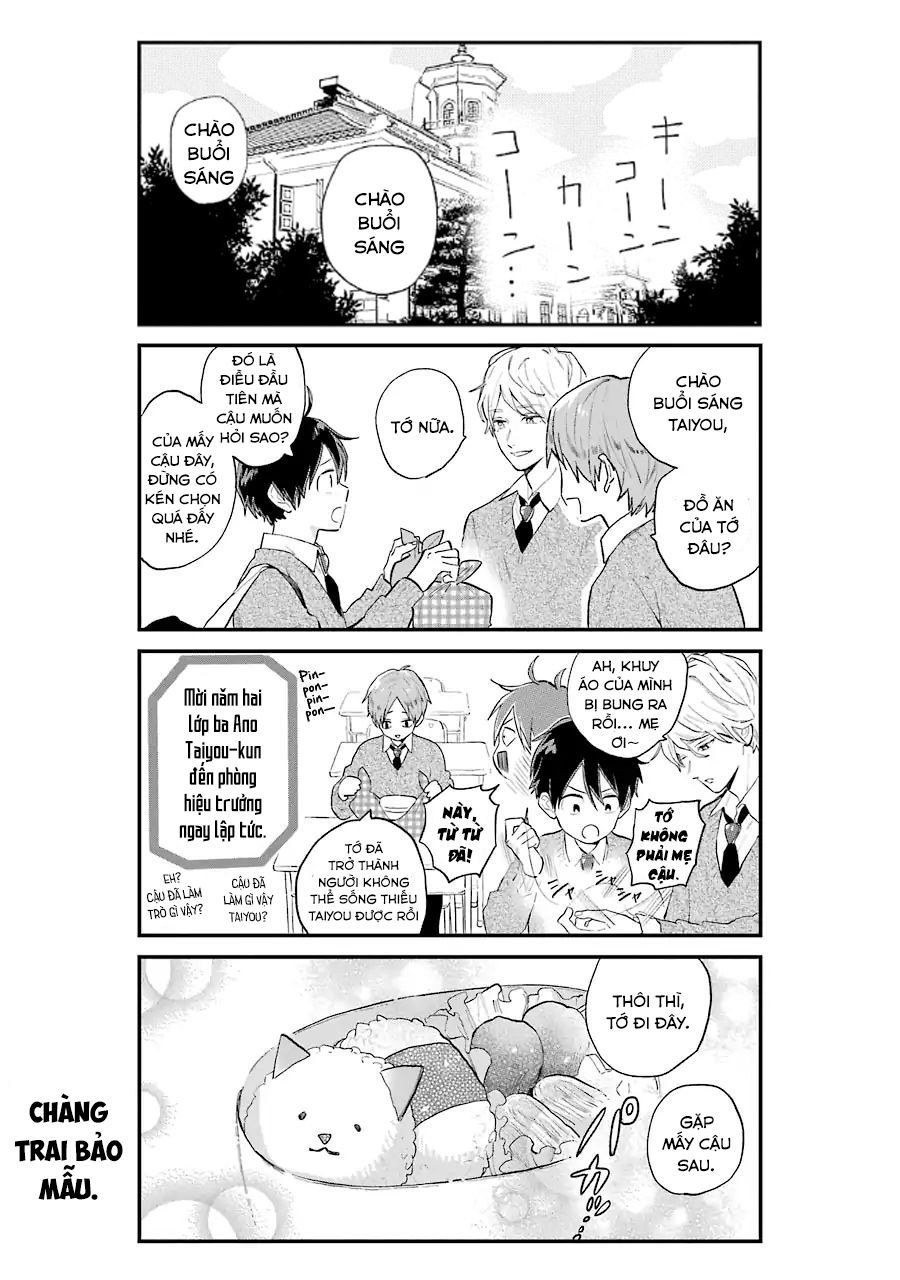 キーン
コーン
カーン
コーン…
CHÀO
BUỔI
SÁNG
CHÀO
BUỔI
SÁNG
CHÀO
BUỔI SÁNG
TAIYOU,
ĐỒ ĂN
CỦA TỚ
ĐÂU?
TỚ NỮA.
ĐÓ LÀ
ĐIỀU ĐẦU
TIÊN MÀ
CẬU MUỐN
HỎI SAO?
CỦA MẤY
CẬU ĐÂY,
ĐỪNG CÓ
KÉN CHỌN
QUÁ ĐẤY
NHÉ.
AH, KHUY
ÁO CỦA MÌNH
BỊ BUNG RA
RỒI... MẸ
ƠI~
TỚ
KHÔNG
PHẢI MẸ
CẬU.
NÀY,
TỪ TỪ
ĐÃ!
TỚ ĐÃ
TRỞ THÀNH
NGƯỜI KHÔNG
THỂ SỐNG THIẾU
TAIYOU ĐƯỢC RỒI
Pin-
pon-
pin-
pon—
Mời năm hai
Lớp ba Ano
Taiyou-kun
đến phòng
hiệu trưởng
ngay lập tức.
CẬU ĐÃ
LÀM GÌ VẬY
TAIYOU?
EH?
CẬU ĐÃ LÀM
TRÒ GÌ VẬY?
THÔI THÌ,
TỚ ĐI ĐÂY.
GẶP
MẤY CẬU
SAU.
パカッ
CHÀNG
TRAI BẢO
MẪU.